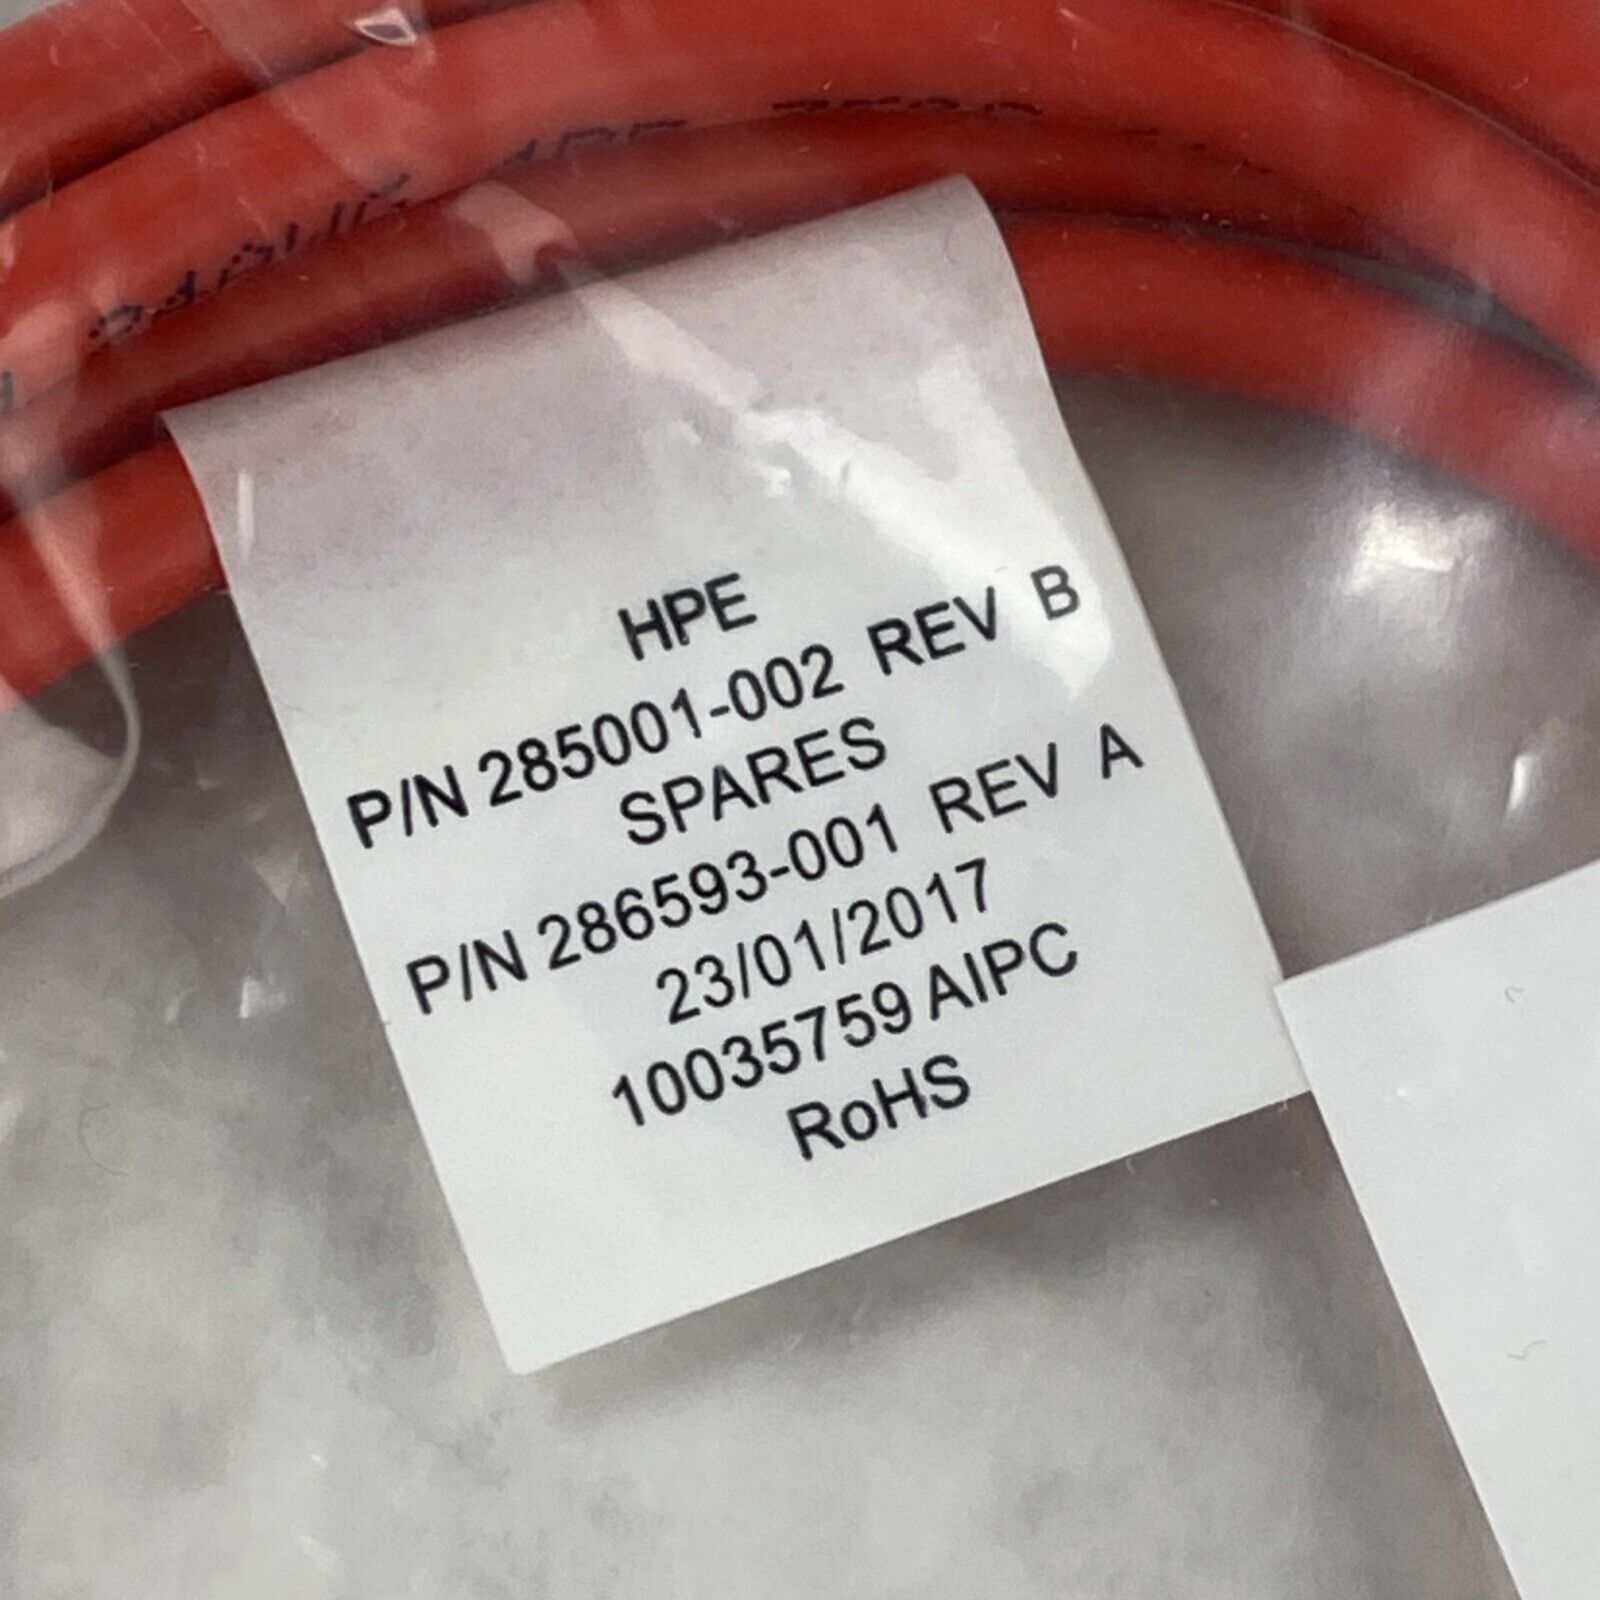 HPE
P/N 285001-002 REV B
SPARES
P/N 286593-001 REV A
23/01/2017
10035759 AIPC
RoHS